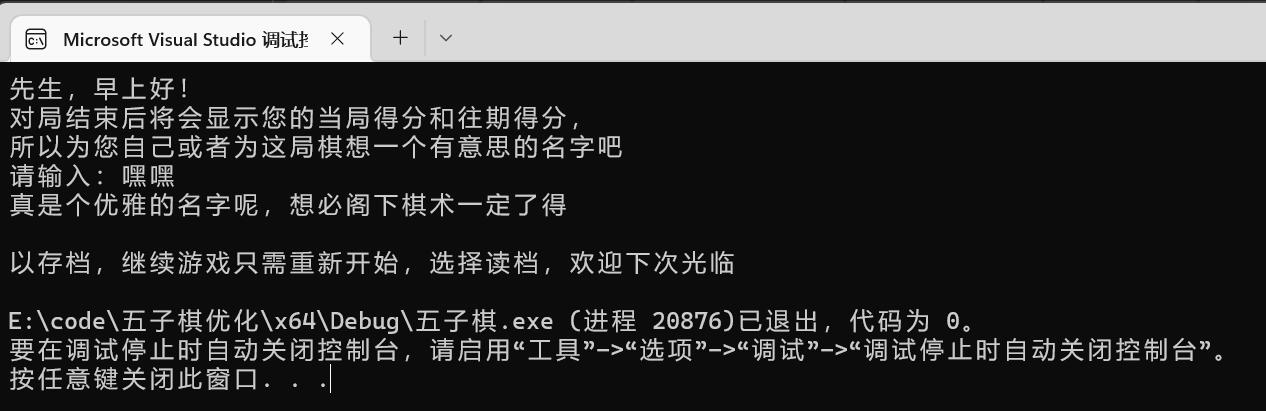 Microsoft Visual Studio 调试控
先生，早上好！
对局结束后将会显示您的当局得分和往期得分，
所以为您自己或者为这局棋想一个有意思的名字吧
请输入：嘿嘿
真是个优雅的名字呢，想必阁下棋术一定了得
以存档，继续游戏只需重新开始，选择读档，欢迎下次光临
E:\code\五子棋优化\x64\Debug\五子棋.exe (进程 20876)已退出，代码为 0。
要在调试停止时自动关闭控制台，请启用“工具”->“选项”->“调试”->“调试停止时自动关闭控制台”。
按任意键关闭此窗口. . .